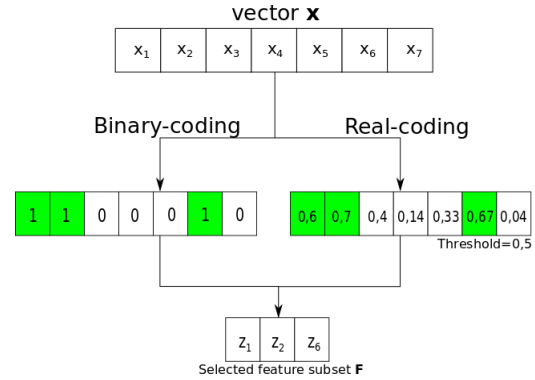 vector x
x1 x2 x3 x4 x5 x6 x7
Binary-coding Real-coding
1 1 0 0 0 1 0 0,6 0,7 0,4 0,14 0,33 0,67 0,04
Threshold=0,5
z1 z2 z6
Selected feature subset F